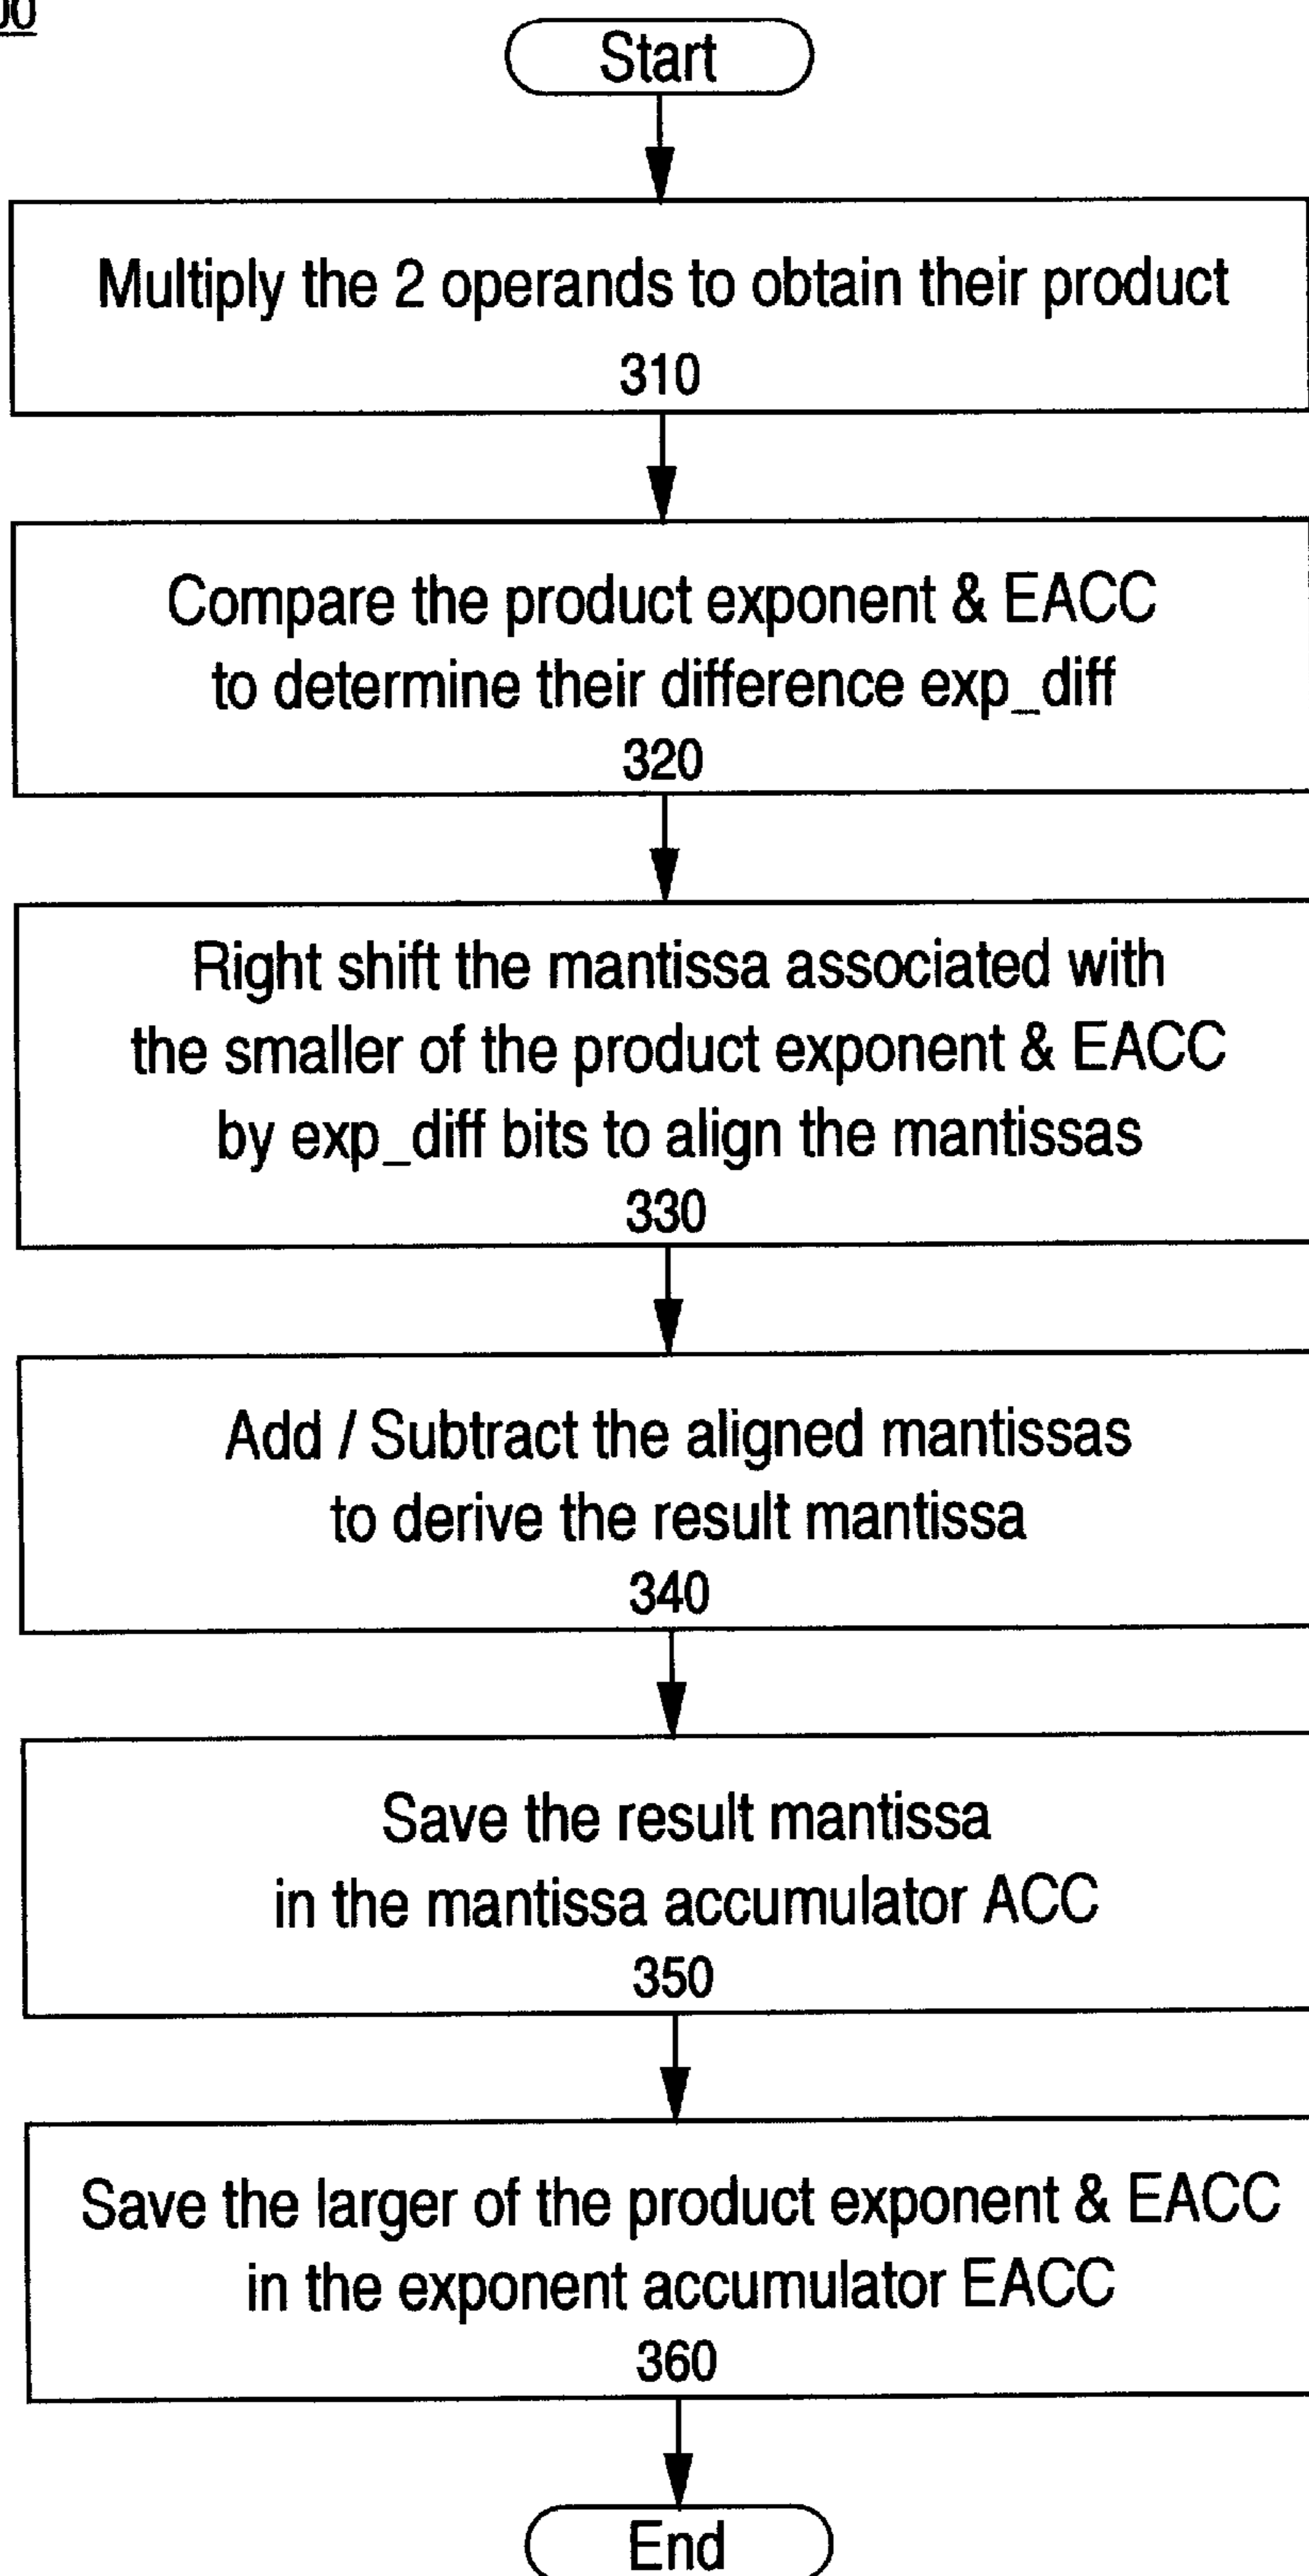 Start
Multiply the 2 operands to obtain their product
310
Compare the product exponent & EACC
to determine their difference exp_diff
320
Right shift the mantissa associated with
the smaller of the product exponent & EACC
by exp_diff bits to align the mantissas
330
Add / Subtract the aligned mantissas
to derive the result mantissa
340
Save the result mantissa
in the mantissa accumulator ACC
350
Save the larger of the product exponent & EACC
in the exponent accumulator EACC
360
End